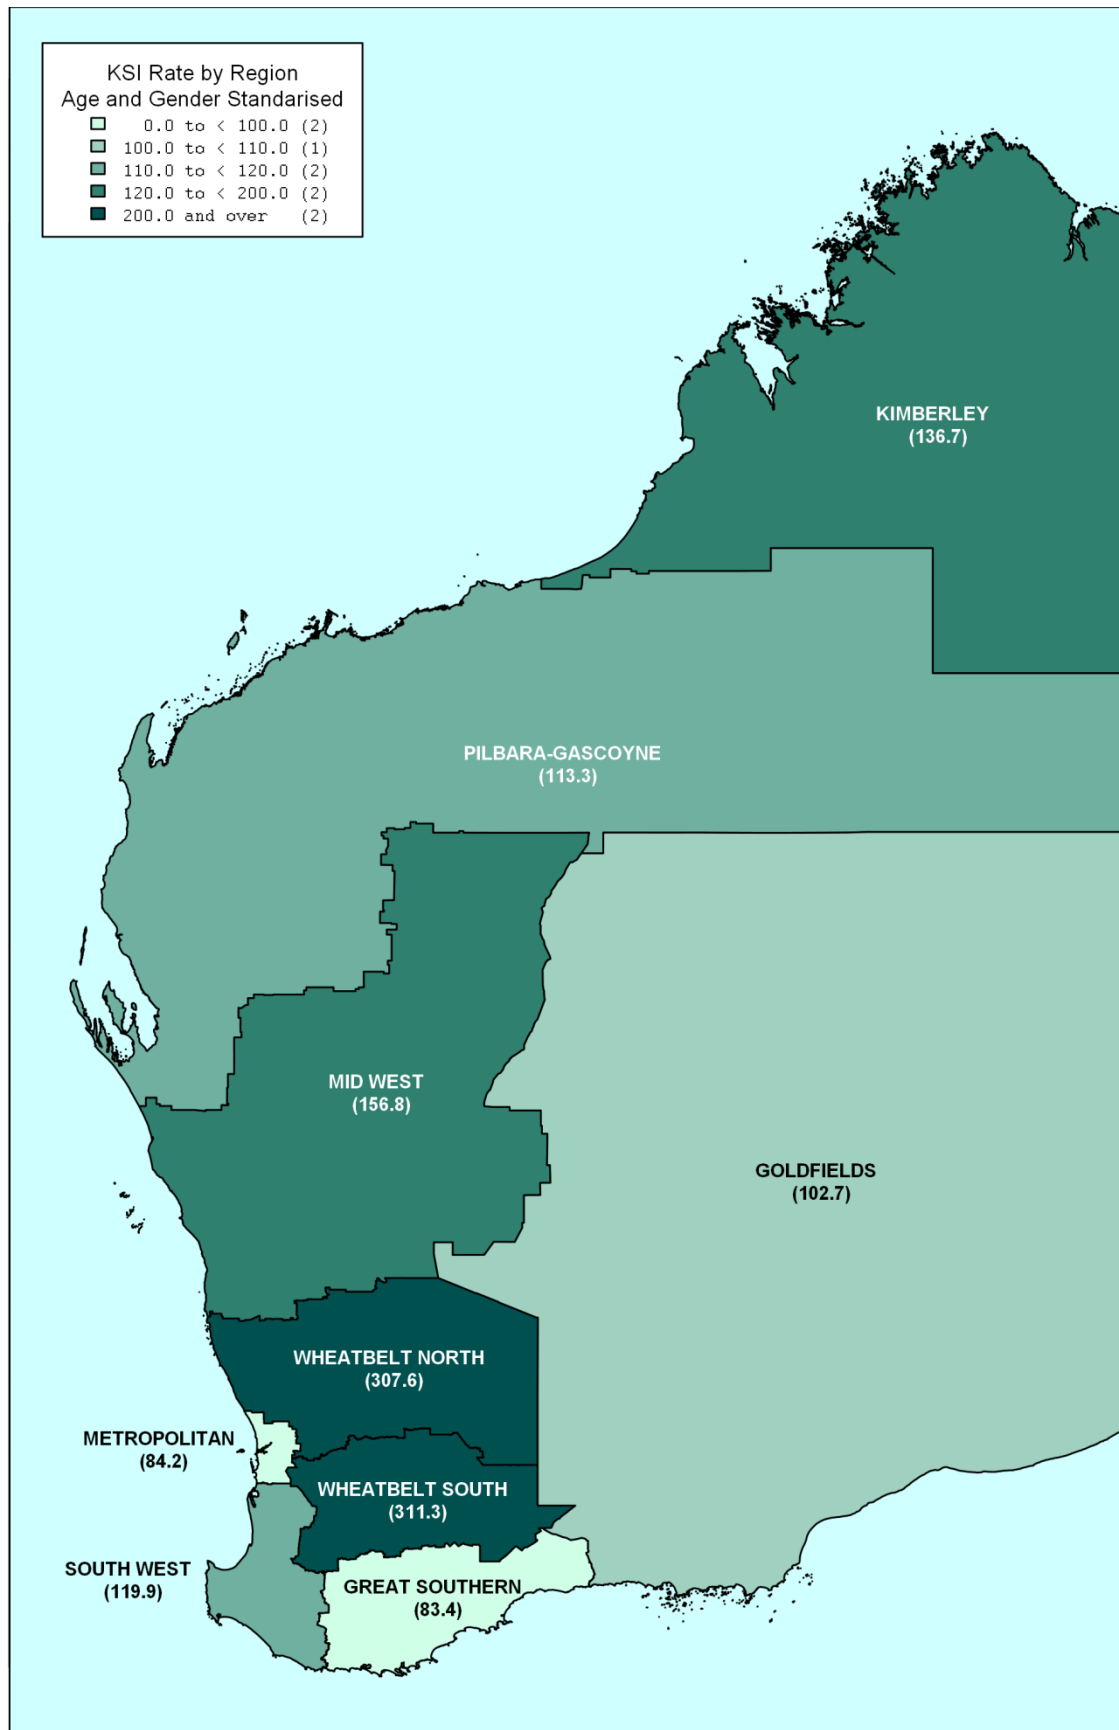 KSI Rate by Region
Age and Gender Standarised
0.0 to < 100.0 (2)
100.0 to < 110.0 (1)
110.0 to < 120.0 (2)
120.0 to < 200.0 (2)
200.0 and over (2)
KIMBERLEY
(136.7)
PILBARA-GASCOYNE
(113.3)
MID WEST
(156.8)
GOLDFIELDS
(102.7)
WHEATBELT NORTH
(307.6)
METROPOLITAN
(84.2)
WHEATBELT SOUTH
(311.3)
SOUTH WEST
(119.9)
GREAT SOUTHERN
(83.4)